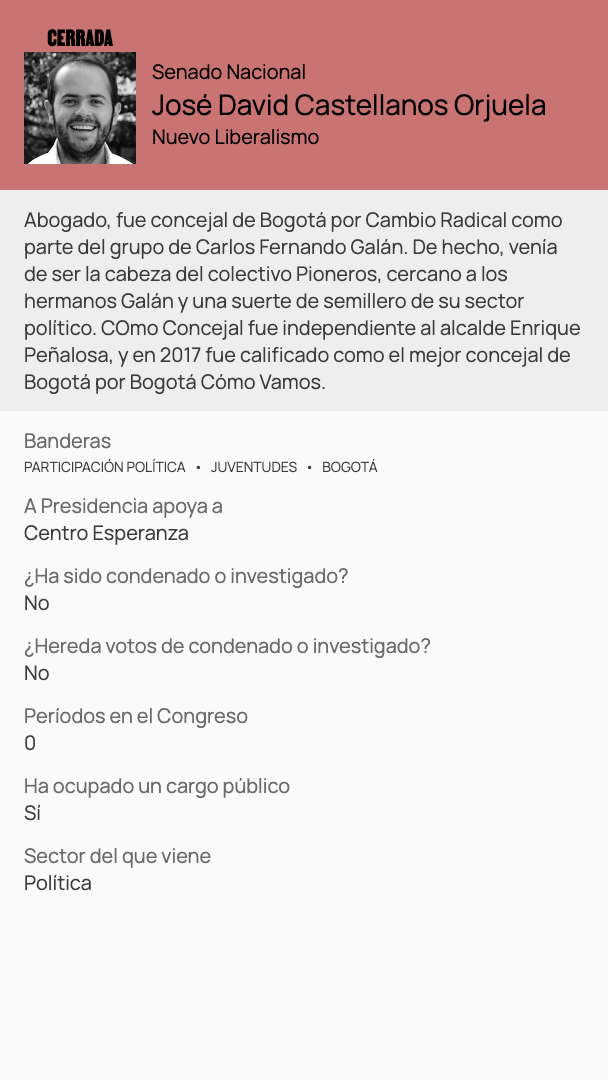 CERRADA
Senado Nacional
José David Castellanos Orjuela
Nuevo Liberalismo
Abogado, fue concejal de Bogotá por Cambio Radical como
parte del grupo de Carlos Fernando Galán. De hecho, venía
de ser la cabeza del colectivo Pioneros, cercano a los
hermanos Galán y una suerte de semillero de su sector
político. COmo Concejal fue independiente al alcalde Enrique
Peñalosa, y en 2017 fue calificado como el mejor concejal de
Bogotá por Bogotá Cómo Vamos.
Banderas
PARTICIPACIÓN POLÍTICA • JUVENTUDES • BOGOTÁ
A Presidencia apoya a
Centro Esperanza
¿Ha sido condenado o investigado?
No
¿Hereda votos de condenado o investigado?
No
Períodos en el Congreso
0
Ha ocupado un cargo público
Sí
Sector del que viene
Política